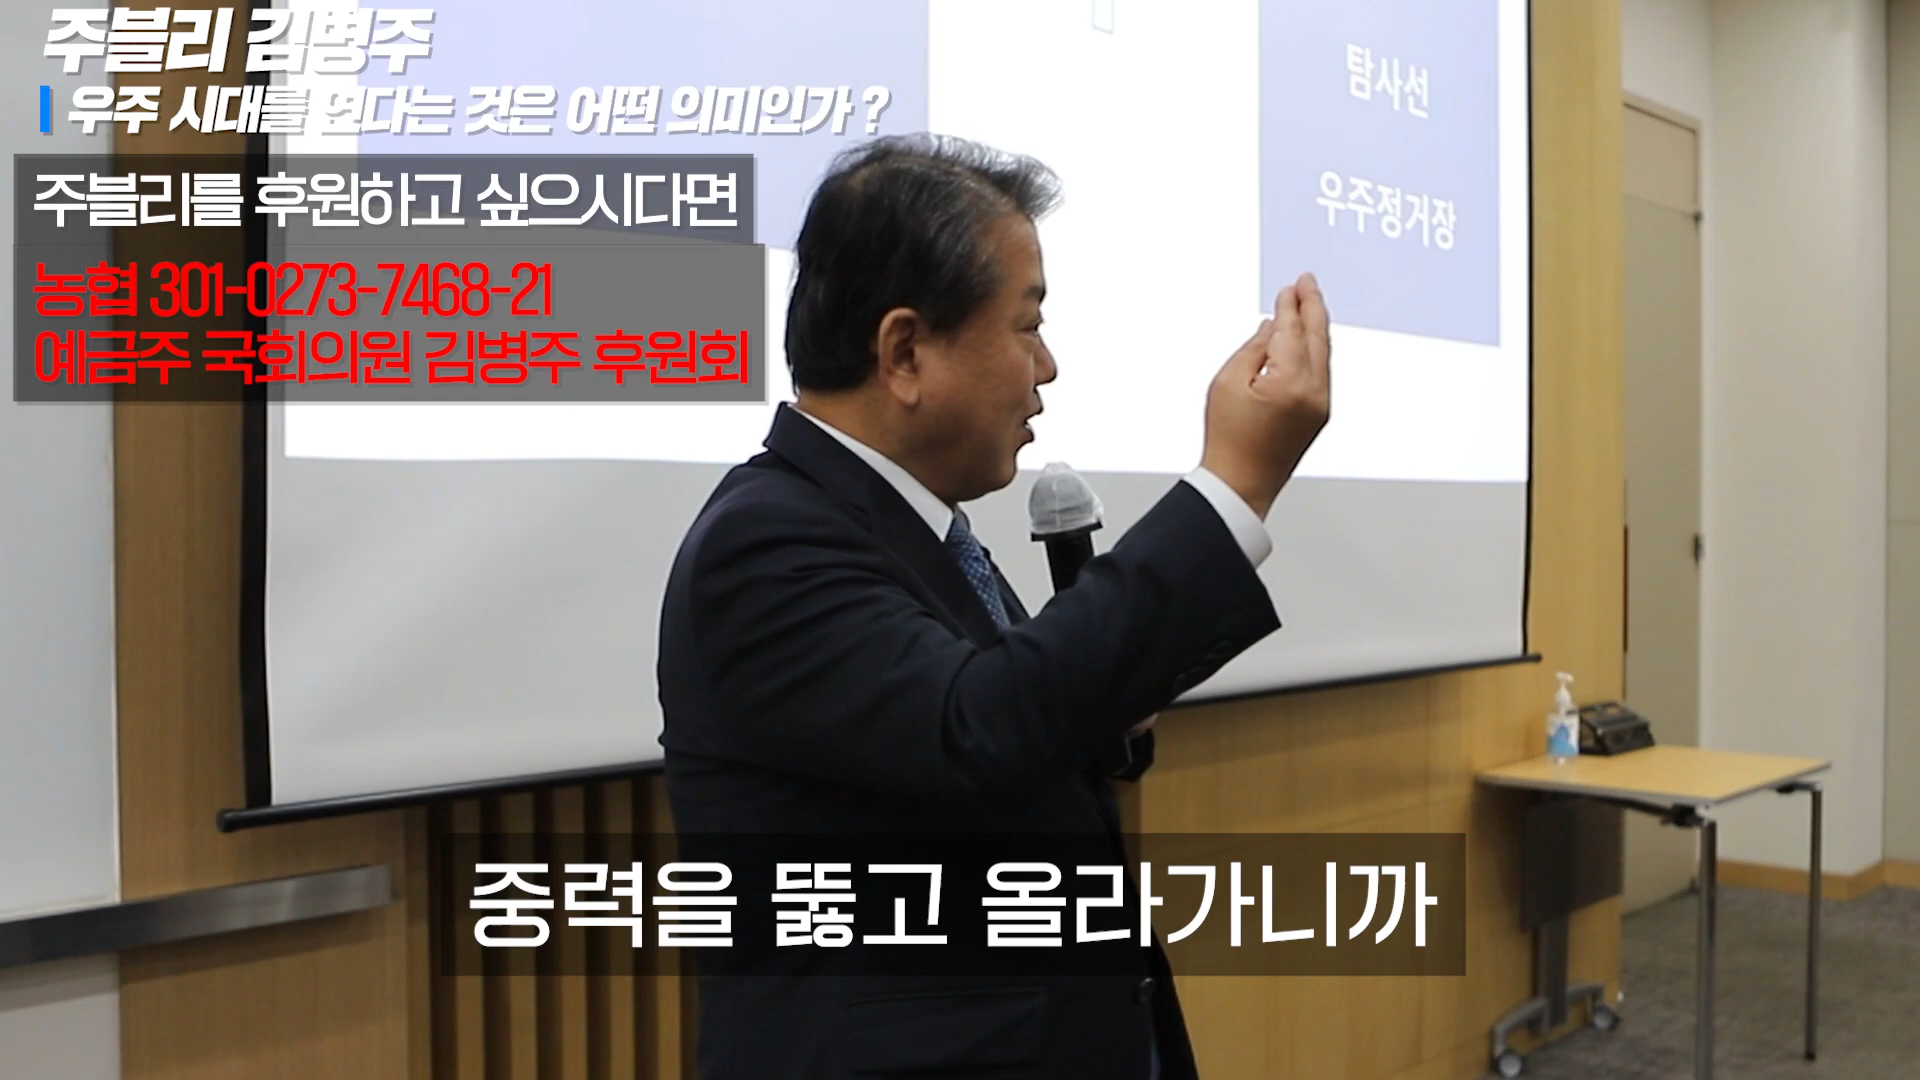 주블리 김병주
우주 시대를 연다는 것은 어떤 의미인가?
주블리를 후원하고 싶으시다면
농협 301-0273-7468-21
예금주 국회의원 김병주 후원회
탐사선
우주정거장
중력을 뚫고 올라가니까